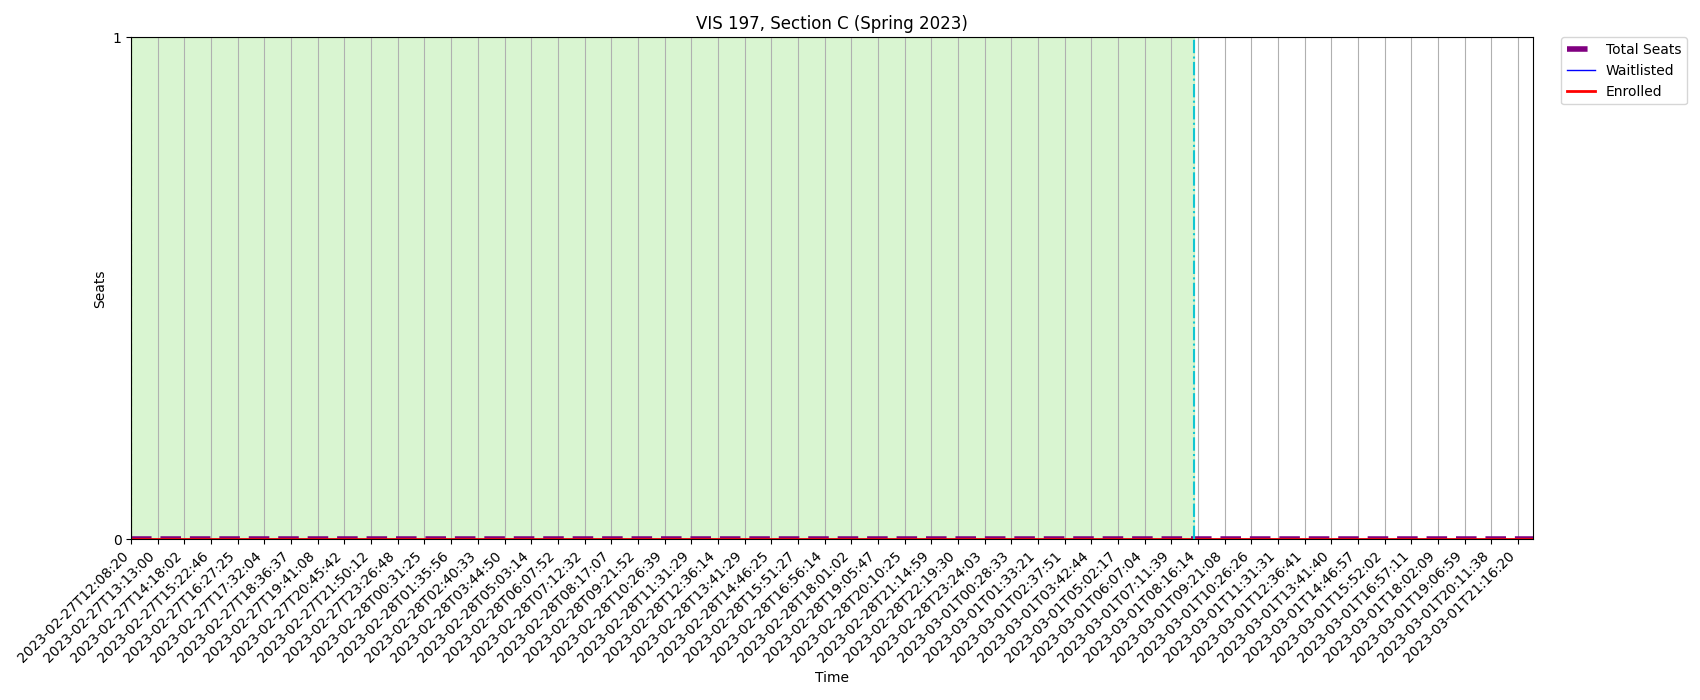 VIS 197, Section C (Spring 2023)
Total Seats
Waitlisted
Enrolled
1
Seats
0
2023-02-27T12:08:20
2023-02-27T13:13:00
2023-02-27T14:18:02
2023-02-27T15:22:46
2023-02-27T16:27:25
2023-02-27T17:32:04
2023-02-27T18:36:37
2023-02-27T19:41:08
2023-02-27T20:45:42
2023-02-27T21:50:12
2023-02-27T23:26:48
2023-02-28T00:31:25
2023-02-28T01:35:56
2023-02-28T02:40:33
2023-02-28T03:44:50
2023-02-28T05:03:14
2023-02-28T06:07:52
2023-02-28T07:12:32
2023-02-28T08:17:07
2023-02-28T09:21:52
2023-02-28T10:26:39
2023-02-28T11:31:29
2023-02-28T12:36:14
2023-02-28T13:41:29
2023-02-28T14:46:25
2023-02-28T15:51:27
2023-02-28T16:56:14
2023-02-28T18:01:02
2023-02-28T19:05:47
2023-02-28T20:10:25
2023-02-28T21:14:59
2023-02-28T22:19:30
2023-02-28T23:24:03
2023-03-01T00:28:33
2023-03-01T01:33:21
2023-03-01T02:37:51
2023-03-01T03:42:44
2023-03-01T05:02:17
2023-03-01T06:07:04
2023-03-01T07:11:39
2023-03-01T08:16:14
2023-03-01T09:21:08
2023-03-01T10:26:26
2023-03-01T11:31:31
2023-03-01T12:36:41
2023-03-01T13:41:40
2023-03-01T14:46:57
2023-03-01T15:52:02
2023-03-01T16:57:11
2023-03-01T18:02:09
2023-03-01T19:06:59
2023-03-01T20:11:38
2023-03-01T21:16:20
Time